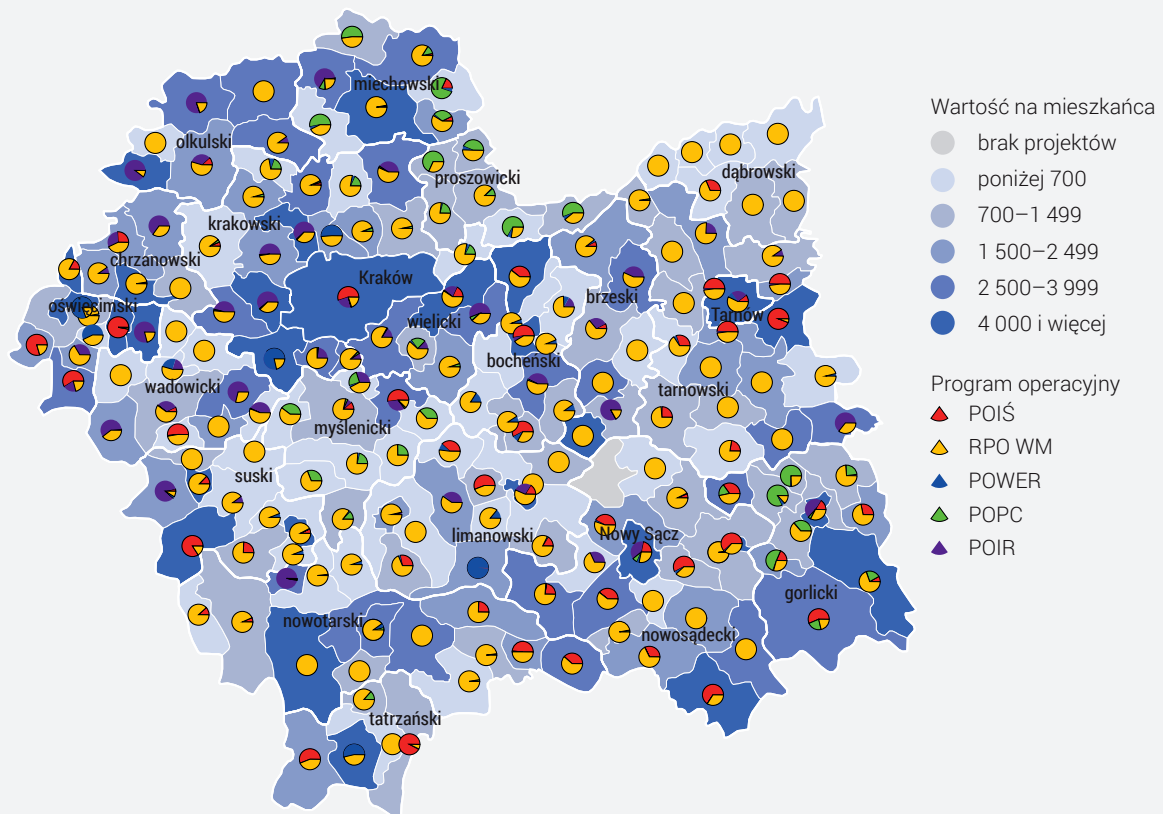 miechowski
olkulski
proszowicki
dąbrowski
krakowski
chrzanowski
Kraków
oświęcimski
wielicki
brzeski
Tarnów
bocheński
wadowicki
tarnowski
myślenicki
suski
limanowski
Nowy Sącz
gorlicki
nowotarski
nowosądecki
tatrzański
Wartość na mieszkańca
brak projektów
poniżej 700
700–1 499
1 500–2 499
2 500–3 999
4 000 i więcej
Program operacyjny
POIŚ
RPO WM
POWER
POPC
POIR